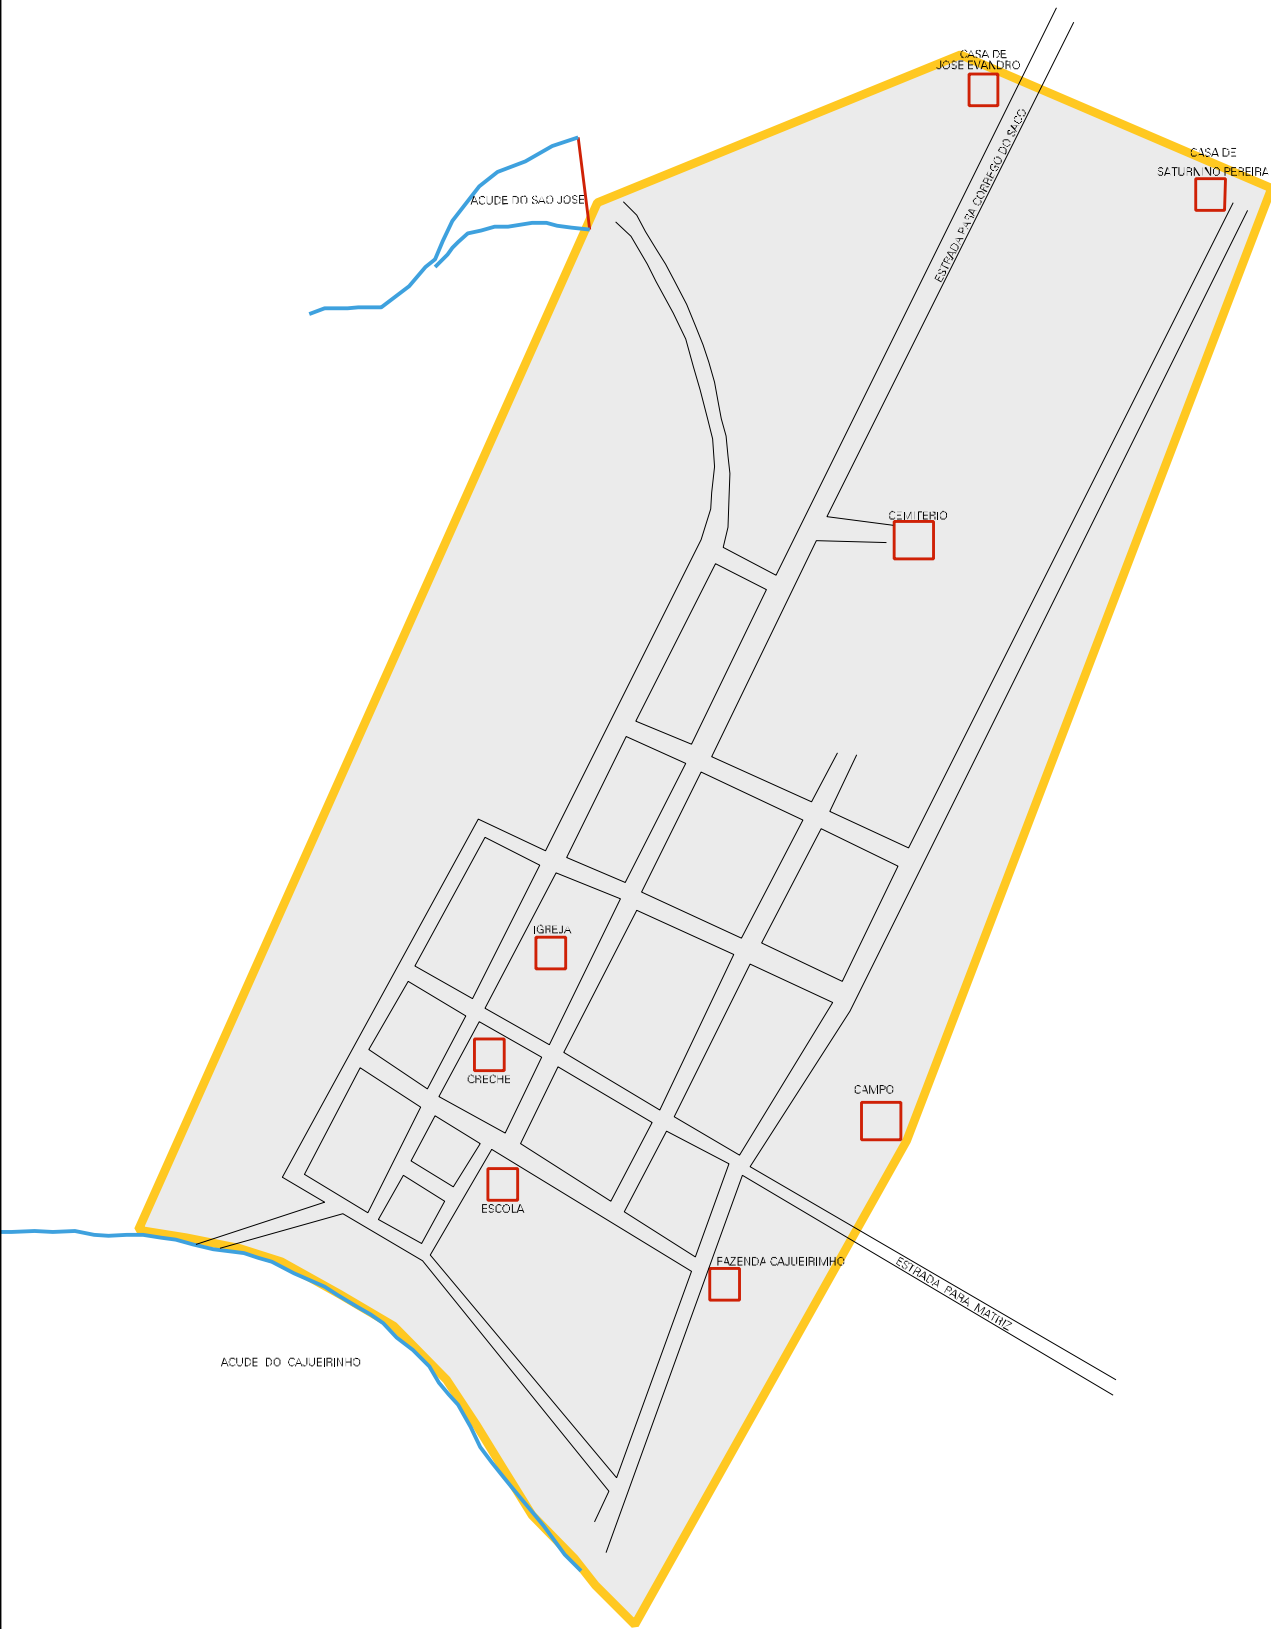 CASA DE
JOSE EVANDRO
ESTRADA PARA CORREGO DO SACO
CASA DE
SATURNINO PEREIRA
ACUDE DO SAO JOSE
CEMITERIO
IGREJA
CRECHE
CAMPO
ESCOLA
FAZENDA CAJUEIRIMHO
ESTRADA PARA MATRIZ
ACUDE DO CAJUEIRINHO